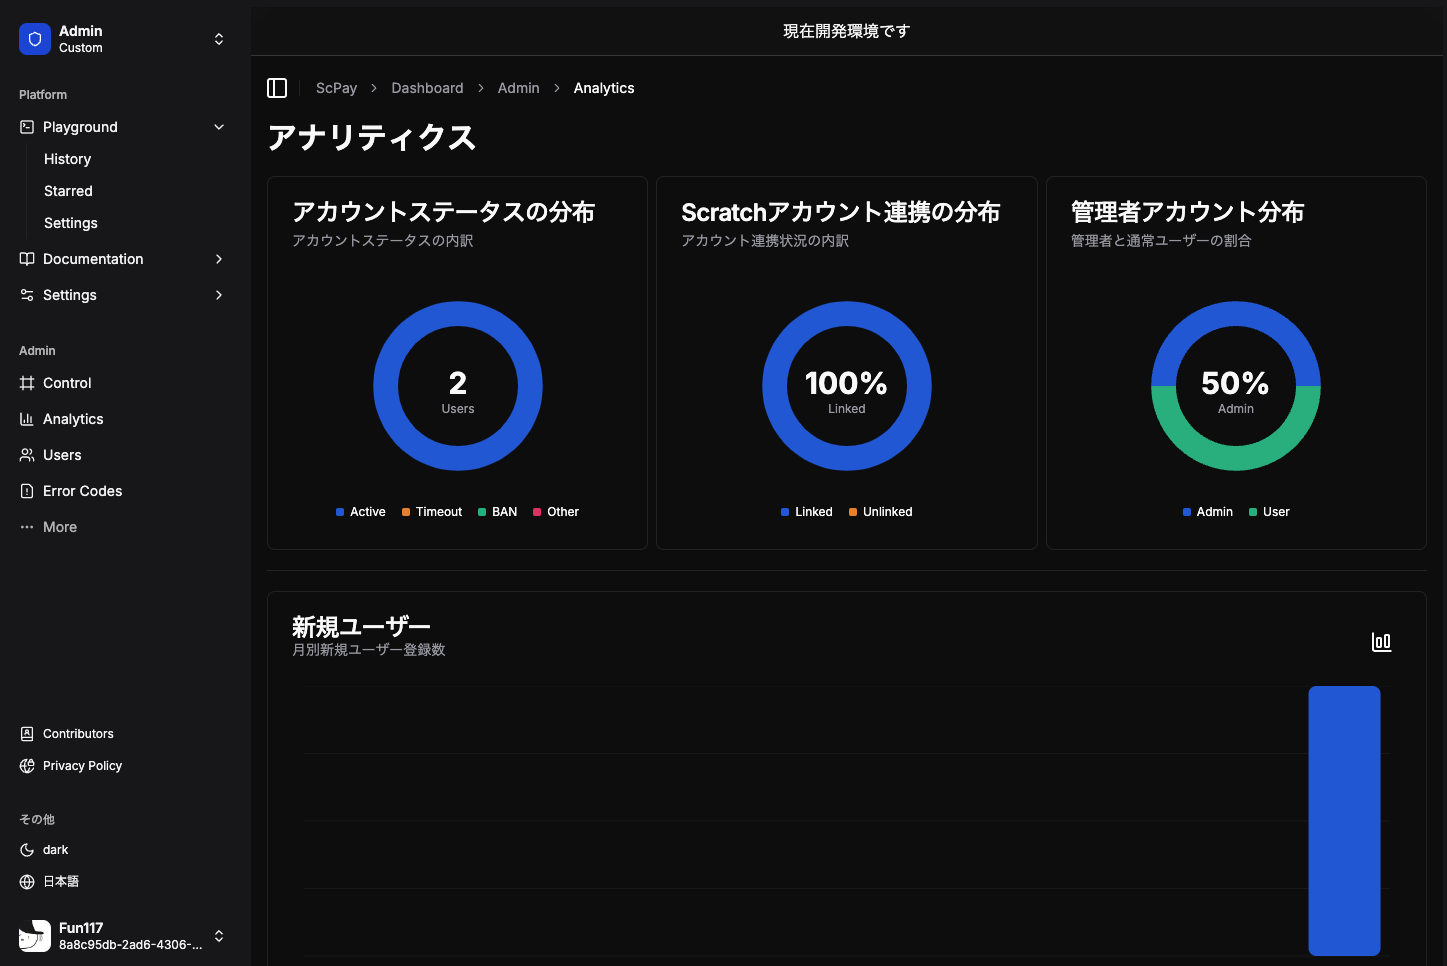 Admin
Custom
Platform
Playground
History
Starred
Settings
Documentation
Settings
Admin
Control
Analytics
Users
Error Codes
More
Contributors
Privacy Policy
その他
dark
日本語
Fun117
8a8c95db-2ad6-4306-...
現在開発環境です
ScPay > Dashboard > Admin > Analytics
アナリティクス
アカウントステータスの分布
アカウントステータスの内訳
2
Users
Active Timeout BAN Other
Scratchアカウント連携の分布
アカウント連携状況の内訳
100%
Linked
Linked Unlinked
管理者アカウント分布
管理者と通常ユーザーの割合
50%
Admin
Admin User
新規ユーザー
月別新規ユーザー登録数